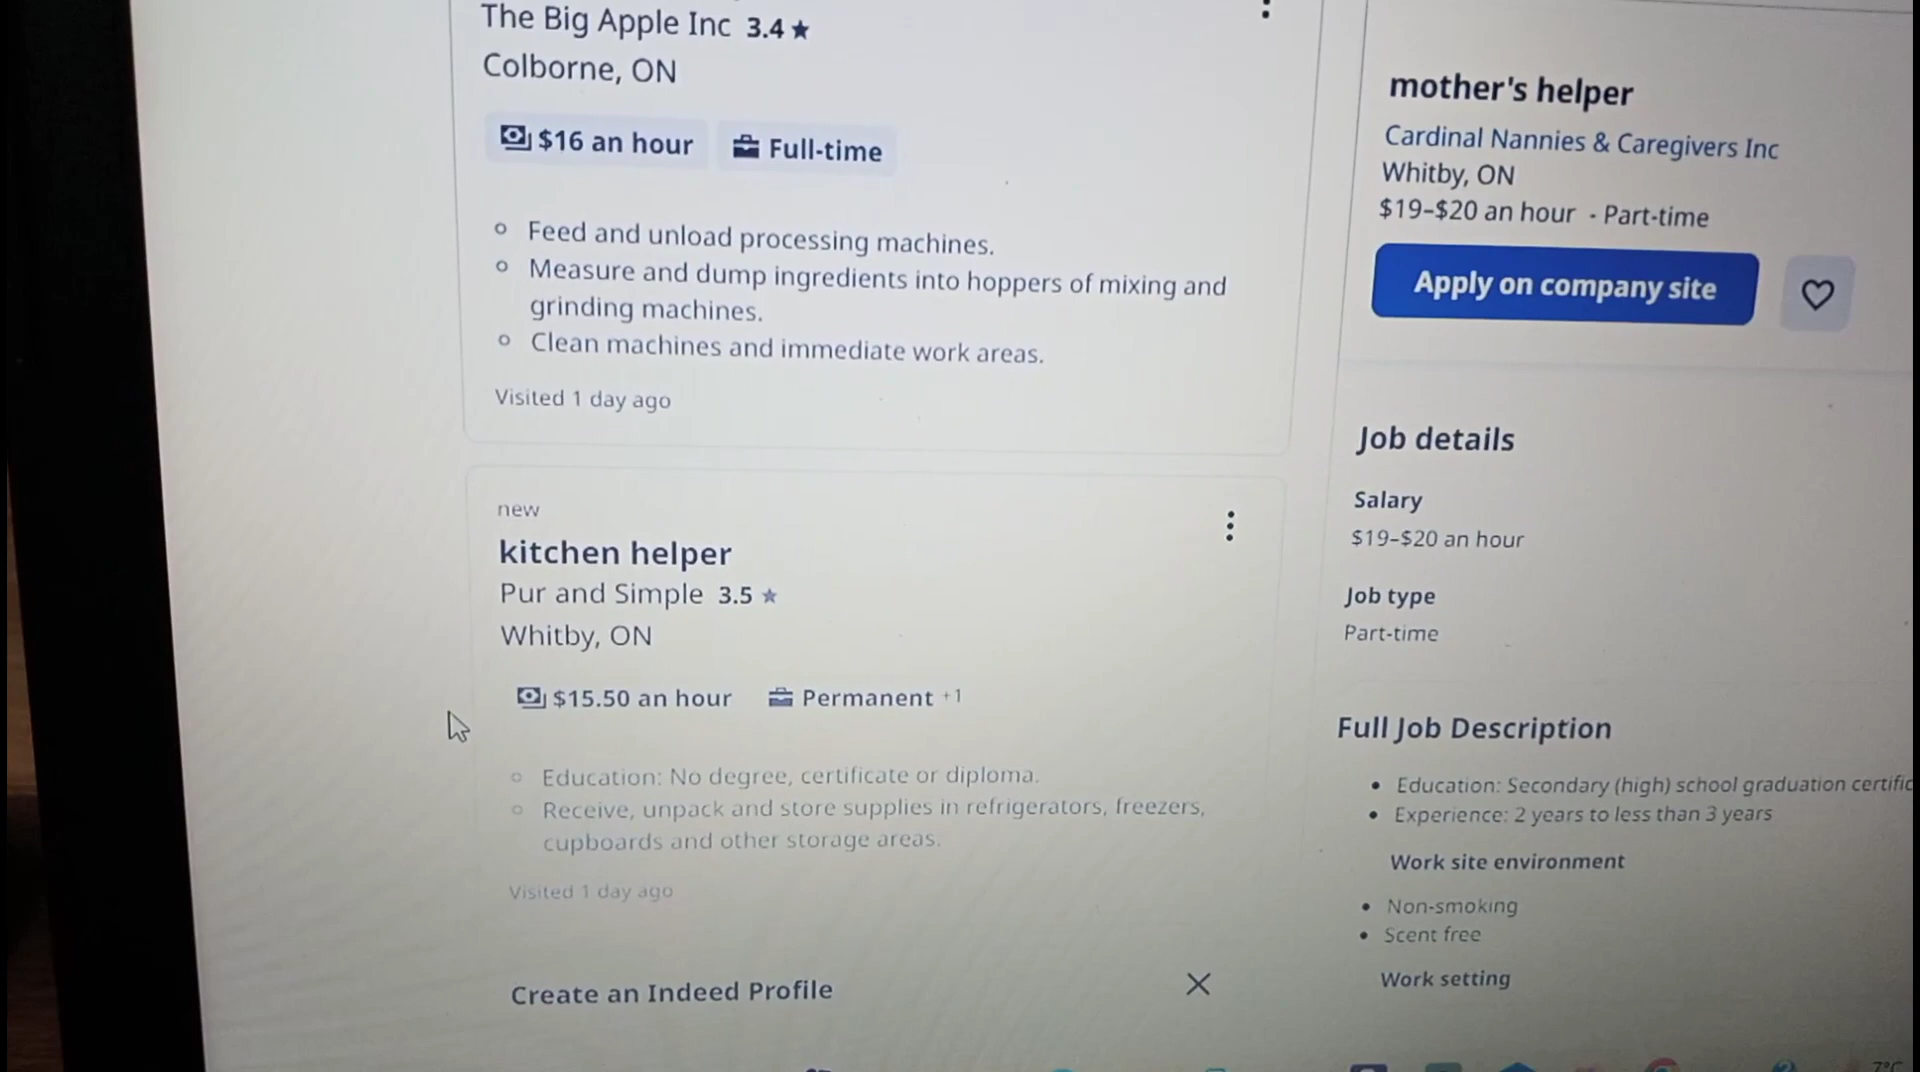 The Big Apple Inc 3.4 ★
Colborne, ON
$16 an hour
Full-time
Feed and unload processing machines.
Measure and dump ingredients into hoppers of mixing and
grinding machines.
Clean machines and immediate work areas.
Visited 1 day ago
new
kitchen helper
Pur and Simple 3.5 ★
Whitby, ON
$15.50 an hour
Permanent +1
Education: No degree, certificate or diploma.
Receive, unpack and store supplies in refrigerators, freezers,
cupboards and other storage areas.
Visited 1 day ago
Create an Indeed Profile
mother's helper
Cardinal Nannies & Caregivers Inc
Whitby, ON
$19–$20 an hour - Part-time
Apply on company site
Job details
Salary
$19–$20 an hour
Job type
Part-time
Full Job Description
Education: Secondary (high) school graduation certific
Experience: 2 years to less than 3 years
Work site environment
Non-smoking
Scent free
Work setting
7°C